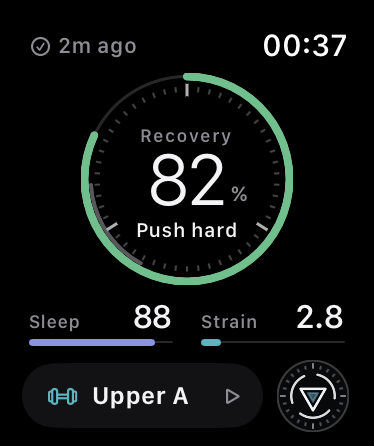 2m ago
00:37
Recovery
82%
Push hard
Sleep 88
Strain 2.8
Upper A